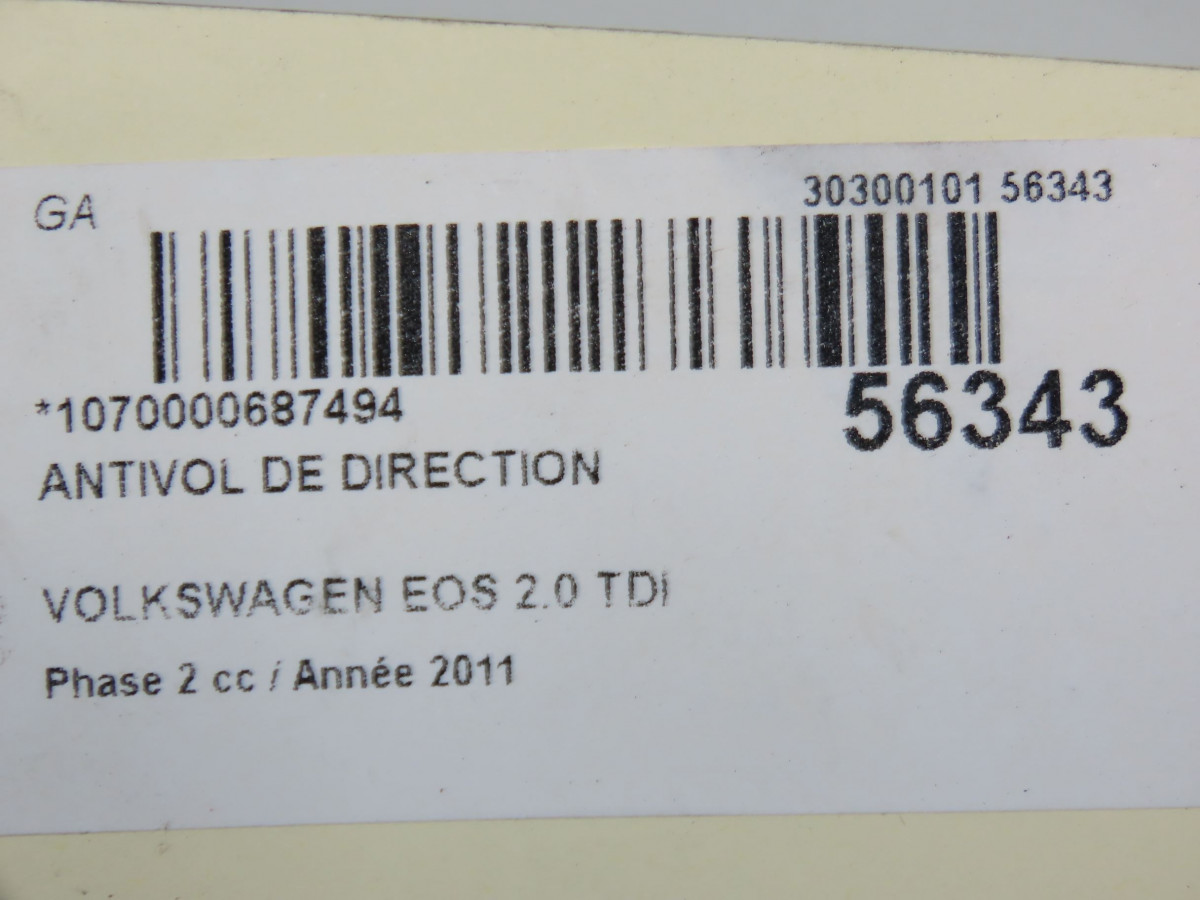 GA
30300101 56343
*1070000687494
56343
ANTIVOL DE DIRECTION
VOLKSWAGEN EOS 2.0 TDI
Phase 2 cc / Année 2011